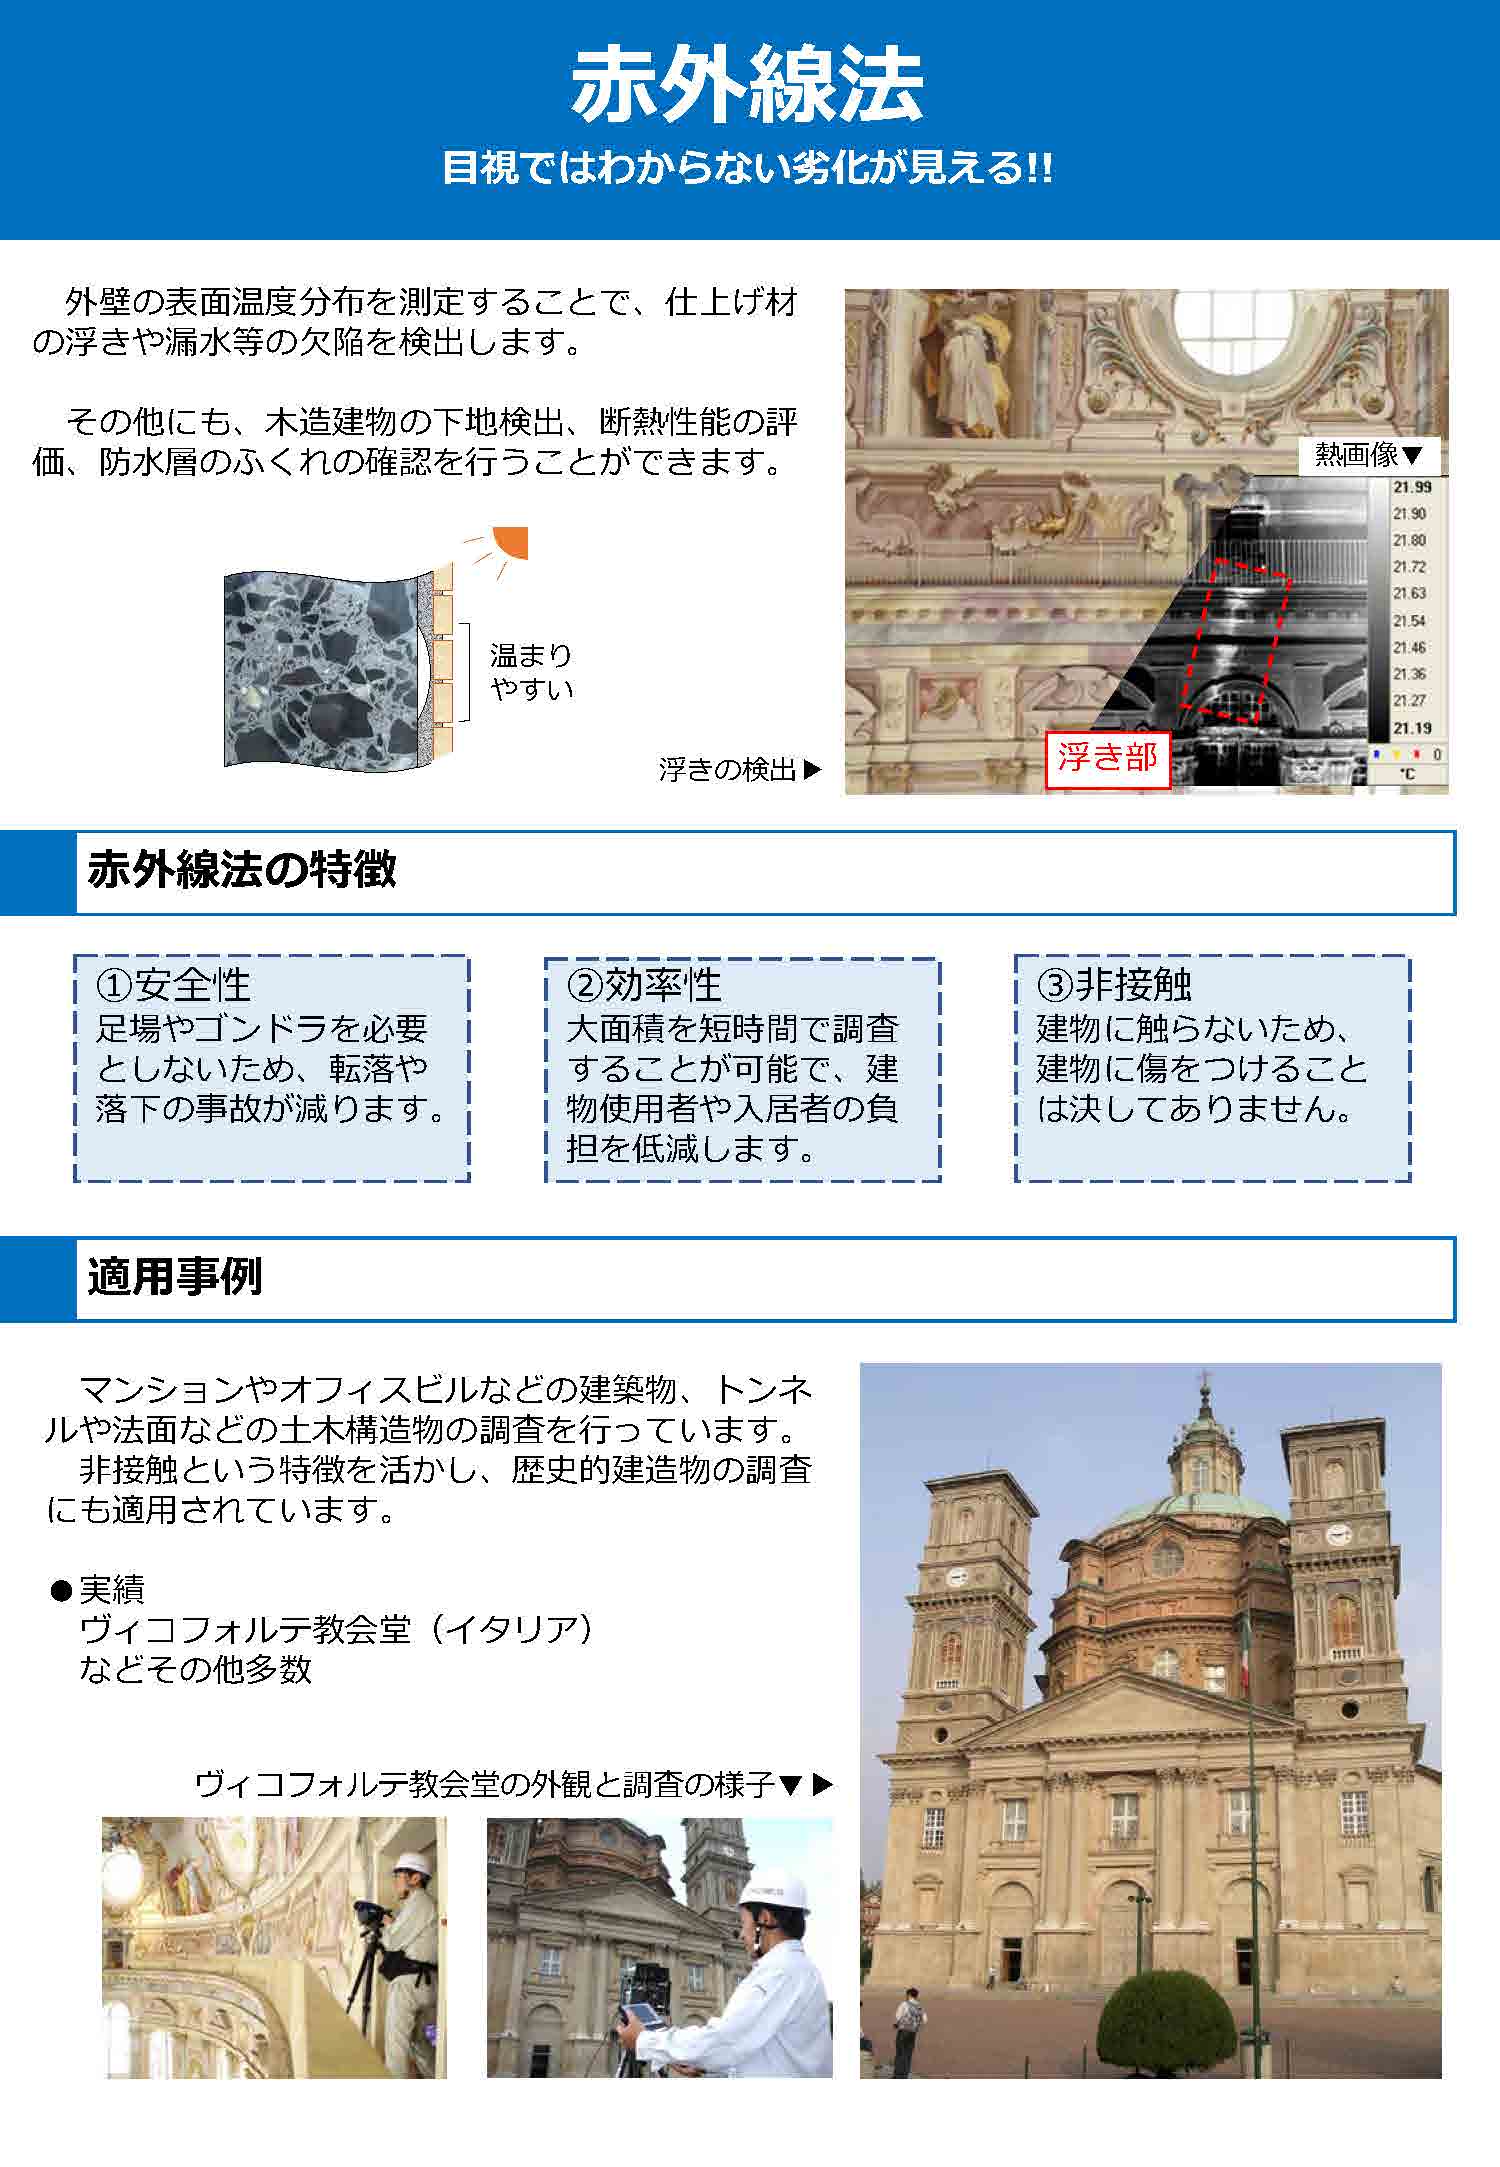 赤外線法
目視ではわからない劣化が見える!!
外壁の表面温度分布を測定することで、仕上げ材
の浮きや漏水等の欠陥を検出します。
その他にも、木造建物の下地検出、断熱性能の評
価、防水層のふくれの確認を行うことができます。
温まり
やすい
浮きの検出▶
熱画像▼
21.99
21.90
21.80
21.72
21.63
21.54
21.46
21.36
21.27
21.19
0
°C
浮き部
赤外線法の特徴
①安全性
足場やゴンドラを必要
としないため、転落や
落下の事故が減ります。
②効率性
大面積を短時間で調査
することが可能で、建
物使用者や入居者の負
担を低減します。
③非接触
建物に触らないため、
建物に傷をつけること
は決してありません。
適用事例
マンションやオフィスビルなどの建築物、トンネ
ルや法面などの土木構造物の調査を行っています。
非接触という特徴を活かし、歴史的建造物の調査
にも適用されています。
●実績
ヴィコフォルテ教会堂（イタリア）
などその他多数
ヴィコフォルテ教会堂の外観と調査の様子▼▶